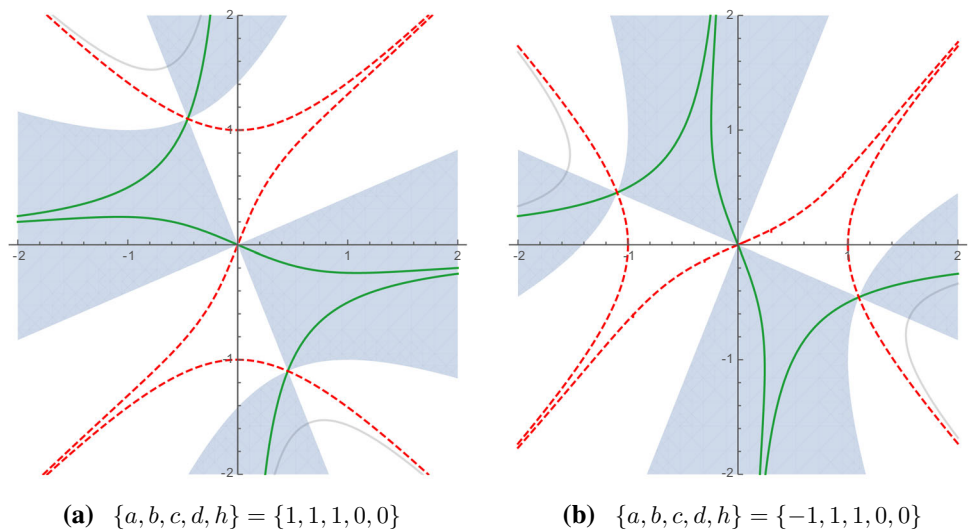 2
2
1
1
-2 -1 1 2
-2 -1 1 2
-1
-1
-2
-2
(a) {a, b, c, d, h} = {1, 1, 1, 0, 0}
(b) {a, b, c, d, h} = {−1, 1, 1, 0, 0}